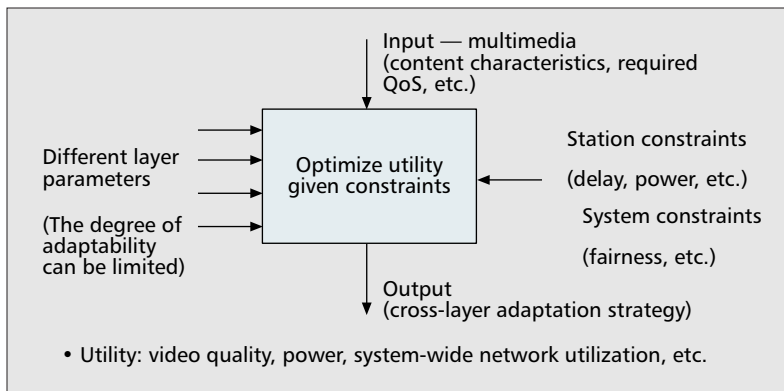 Input — multimedia
(content characteristics, required
QoS, etc.)
Different layer
parameters
(The degree of
adaptability
can be limited)
Optimize utility
given constraints
Station constraints
(delay, power, etc.)
System constraints
(fairness, etc.)
Output
(cross-layer adaptation strategy)
• Utility: video quality, power, system-wide network utilization, etc.